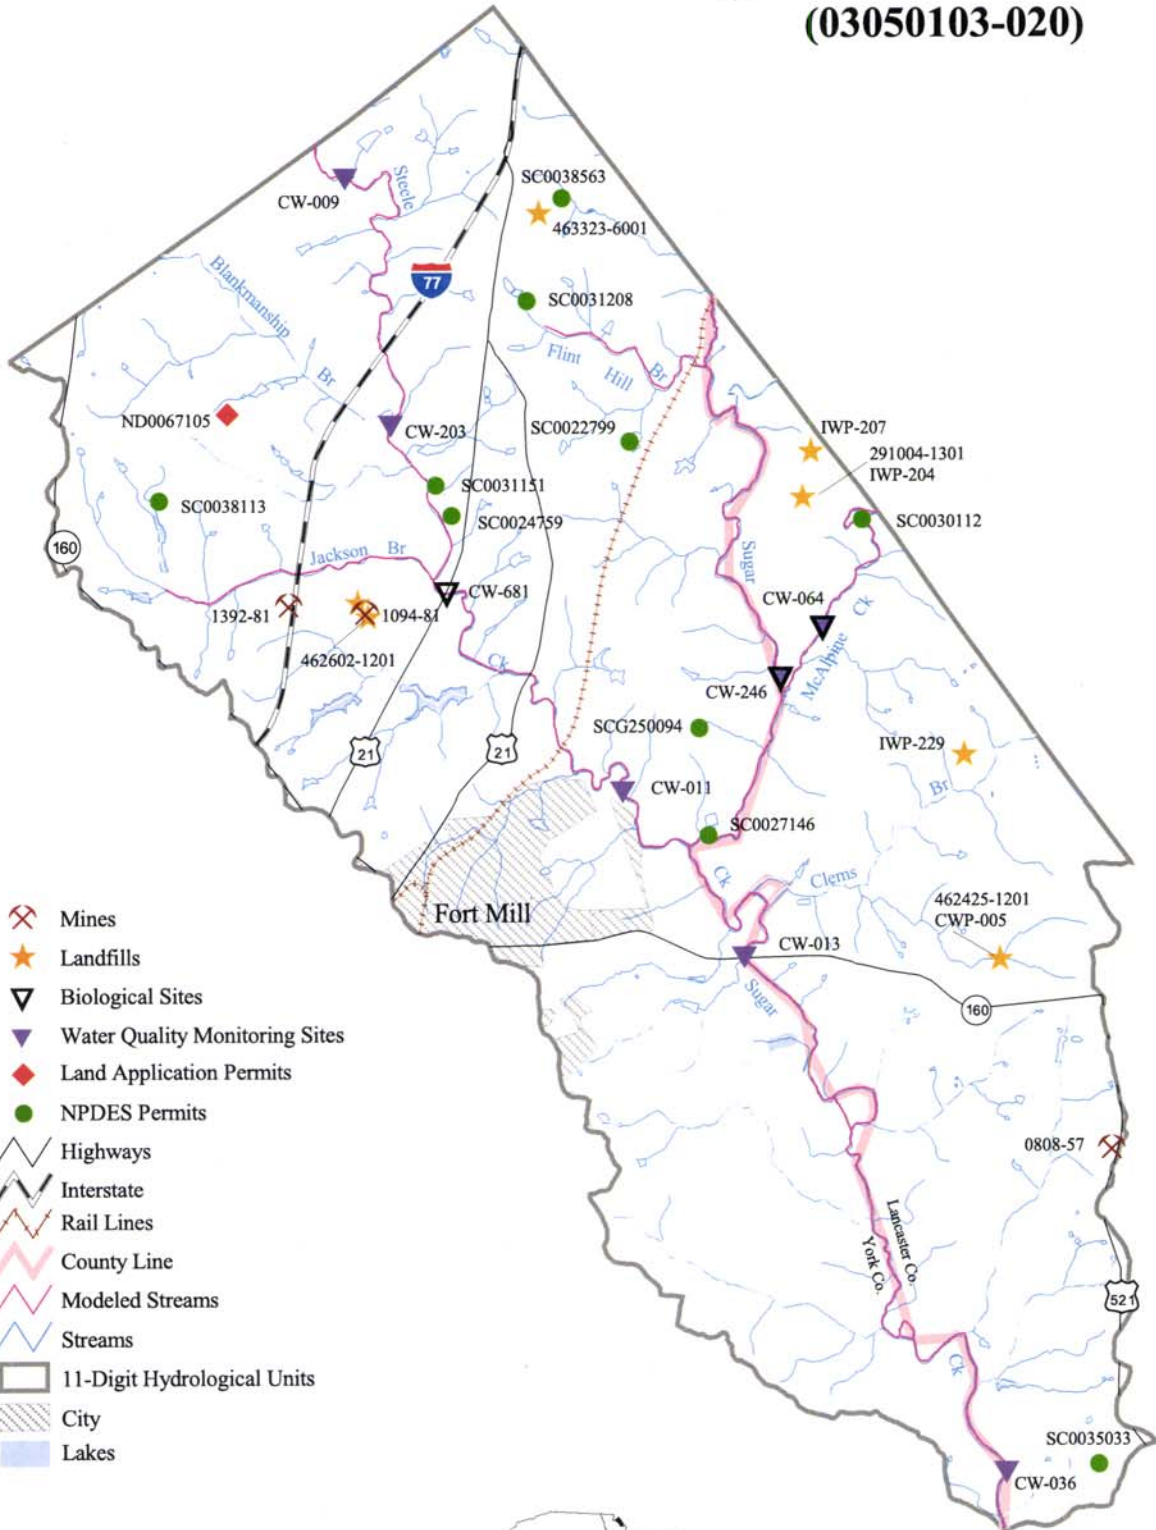 (03050103-020)
SC0038563
CW-009
Steele
463323-6001
77
SC0031208
Blankmanship
Br
Flint
Hill
Br
ND0067105
CW-203
SC0022799
IWP-207
291004-1301
IWP-204
SC0031151
SC0038113
SC0024759
SC0030112
160
Jackson Br
Sugar
CW-681
CW-064
Ck
1392-81
1094-81
462602-1201
Ck
McAlpine
CW-246
SCG250094
21
21
IWP-229
CW-011
Br
SC0027146
Ck
Clems
462425-1201
CWP-005
Fort Mill
CW-013
Sugar
160
Mines
Landfills
Biological Sites
Water Quality Monitoring Sites
Land Application Permits
NPDES Permits
Highways
Interstate
Rail Lines
County Line
Modeled Streams
Streams
11-Digit Hydrological Units
City
Lakes
0808-57
Lancaster Co.
York Co.
521
Ck
SC0035033
CW-036